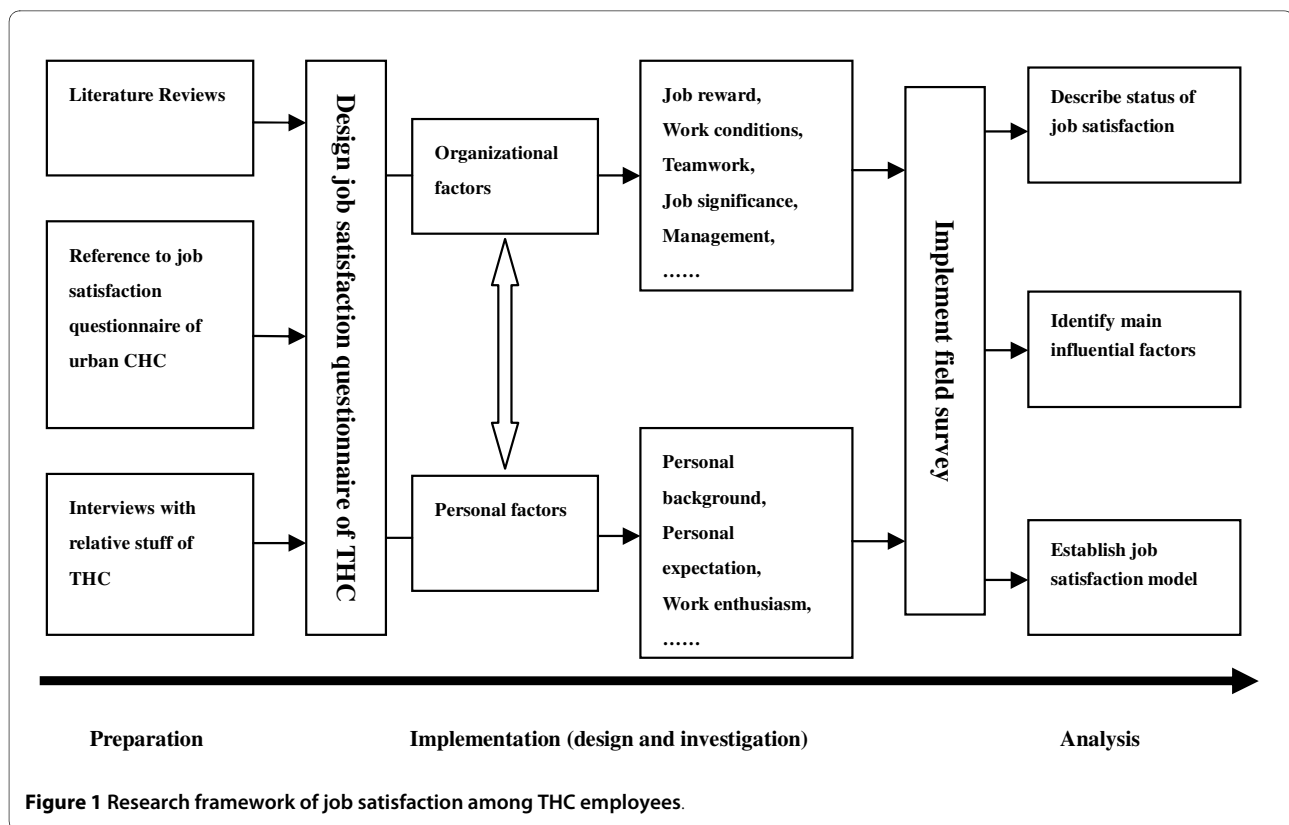 Literature Reviews
Reference to job
satisfaction
questionnaire of
urban CHC
Interviews with
relative stuff of
THC
Design job satisfaction questionnaire of THC
Organizational
factors
Personal factors
Job reward,
Work conditions,
Teamwork,
Job significance,
Management,
……
Personal
background,
Personal
expectation,
Work enthusiasm,
……
Implement field survey
Describe status of
job satisfaction
Identify main
influential factors
Establish job
satisfaction model
Preparation
Implementation (design and investigation)
Analysis
Figure 1 Research framework of job satisfaction among THC employees.